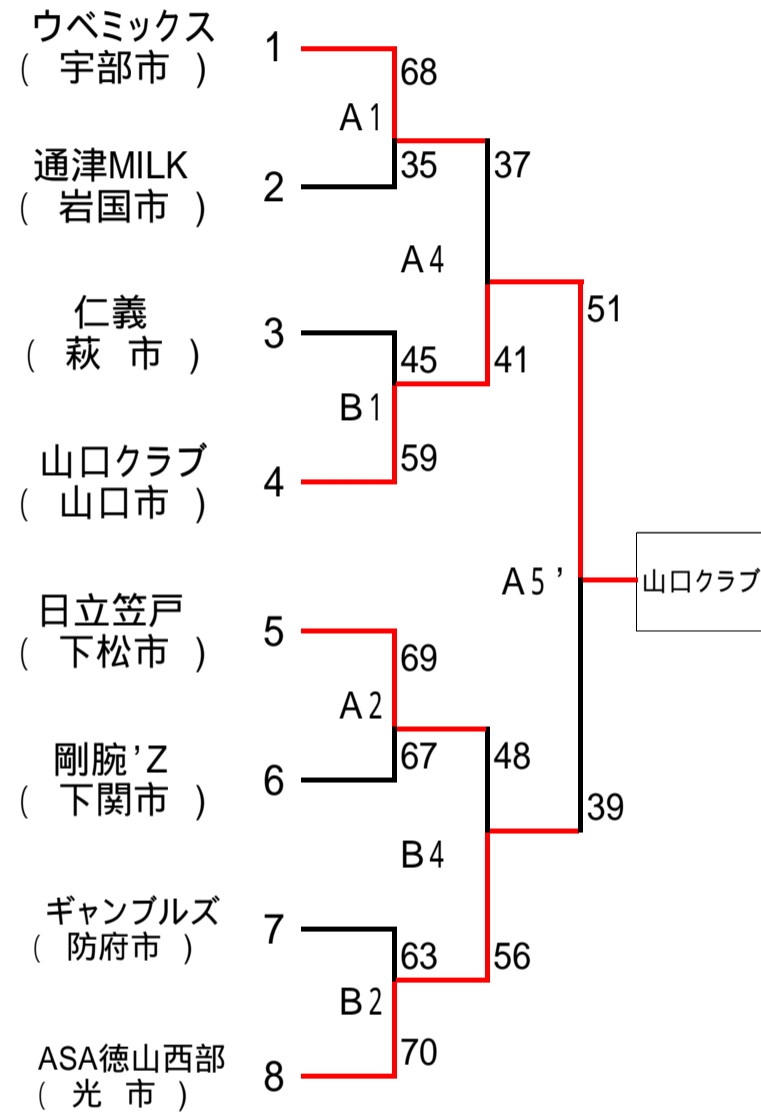 ウベミックス
( 宇部市 )
1
68
A1
35
通津MILK
( 岩国市 )
2
37
A4
仁義
( 萩 市 )
3
45
41
51
B1
59
山口クラブ
( 山口市 )
4
A5’
山口クラブ
日立笠戸
( 下松市 )
5
69
A2
67
剛腕’Z
( 下関市 )
6
48
39
B4
ギャンブルズ
( 防府市 )
7
63
56
B2
70
ASA徳山西部
( 光 市 )
8